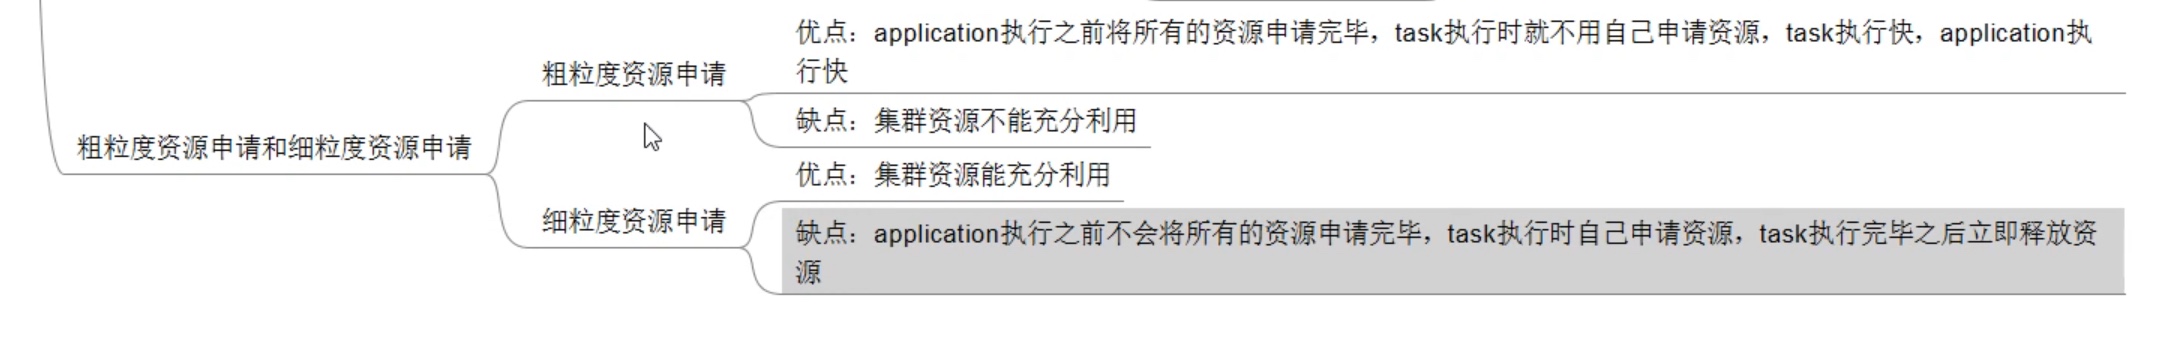 优点：application执行之前将所有的资源申请完毕，task执行时就不用自己申请资源，task执行快，application执
行快
粗粒度资源申请
缺点：集群资源不能充分利用
粗粒度资源申请和细粒度资源申请
优点：集群资源能充分利用
细粒度资源申请
缺点：application执行之前不会将所有的资源申请完毕，task执行时自己申请资源，task执行完毕之后立即释放资
源